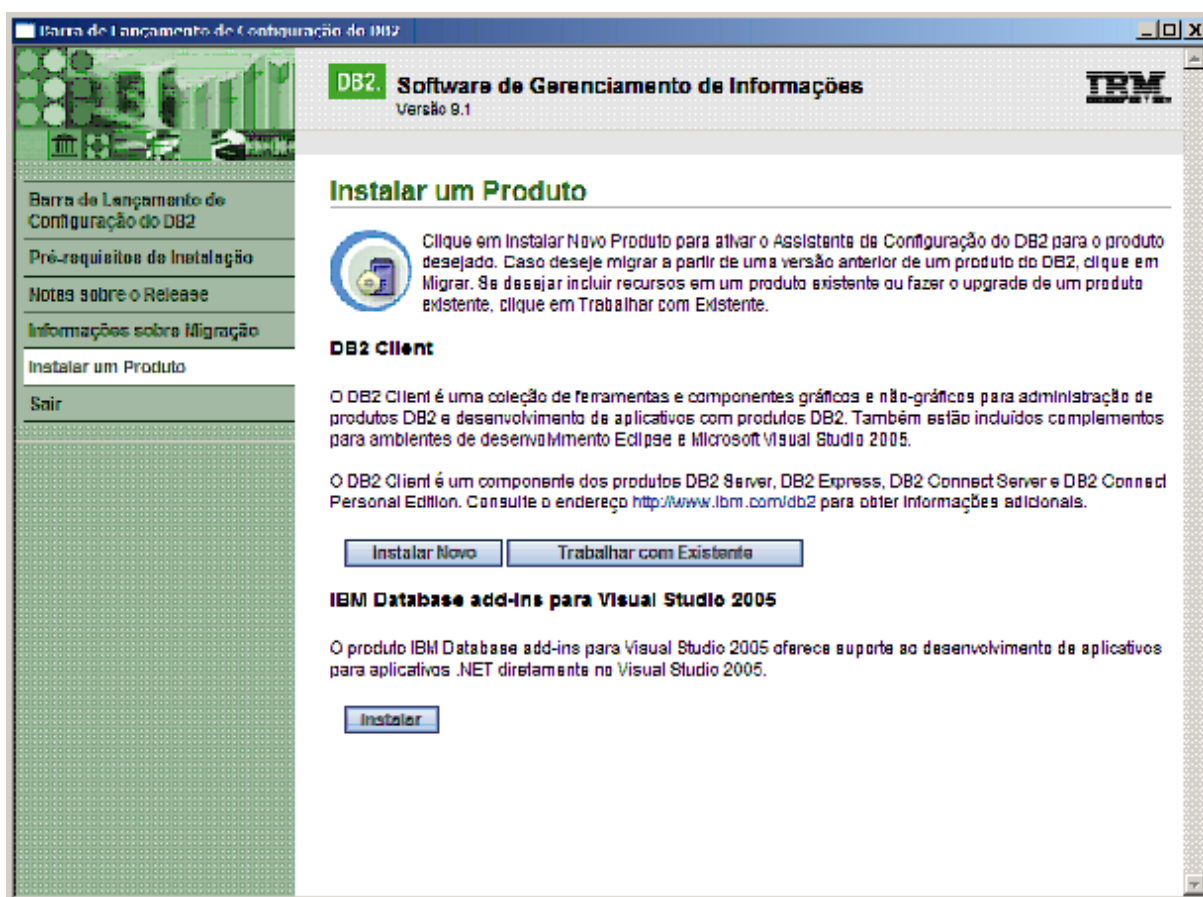 Barra de Lançamento de Configuração do DB2
DB2. Software de Gerenciamento de Informações
Versão 9.1
IBM
Barra de Lançamento de
Configuração do DB2
Pré-requisitos de Instalação
Notas sobre o Release
Informações sobre Migração
Instalar um Produto
Sair
Instalar um Produto
Clique em Instalar Novo Produto para ativar o Assistente de Configuração do DB2 para o produto
desejado. Caso deseje migrar a partir de uma versão anterior de um produto do DB2, clique em
Migrar. Se desejar incluir recursos em um produto existente ou fazer o upgrade de um produto
existente, clique em Trabalhar com Existente.
DB2 Client
O DB2 Client é uma coleção de ferramentas e componentes gráficos e não-gráficos para administração de
produtos DB2 e desenvolvimento de aplicativos com produtos DB2. Também estão incluídos complementos
para ambientes de desenvolvimento Eclipse e Microsoft Visual Studio 2005.
O DB2 Client é um componente dos produtos DB2 Server, DB2 Express, DB2 Connect Server e DB2 Connect
Personal Edition. Consulte o endereço http://www.ibm.com/db2 para obter informações adicionais.
Instalar Novo
Trabalhar com Existente
IBM Database add-ins para Visual Studio 2005
O produto IBM Database add-ins para Visual Studio 2005 oferece suporte ao desenvolvimento de aplicativos
para aplicativos .NET diretamente no Visual Studio 2005.
Instalar